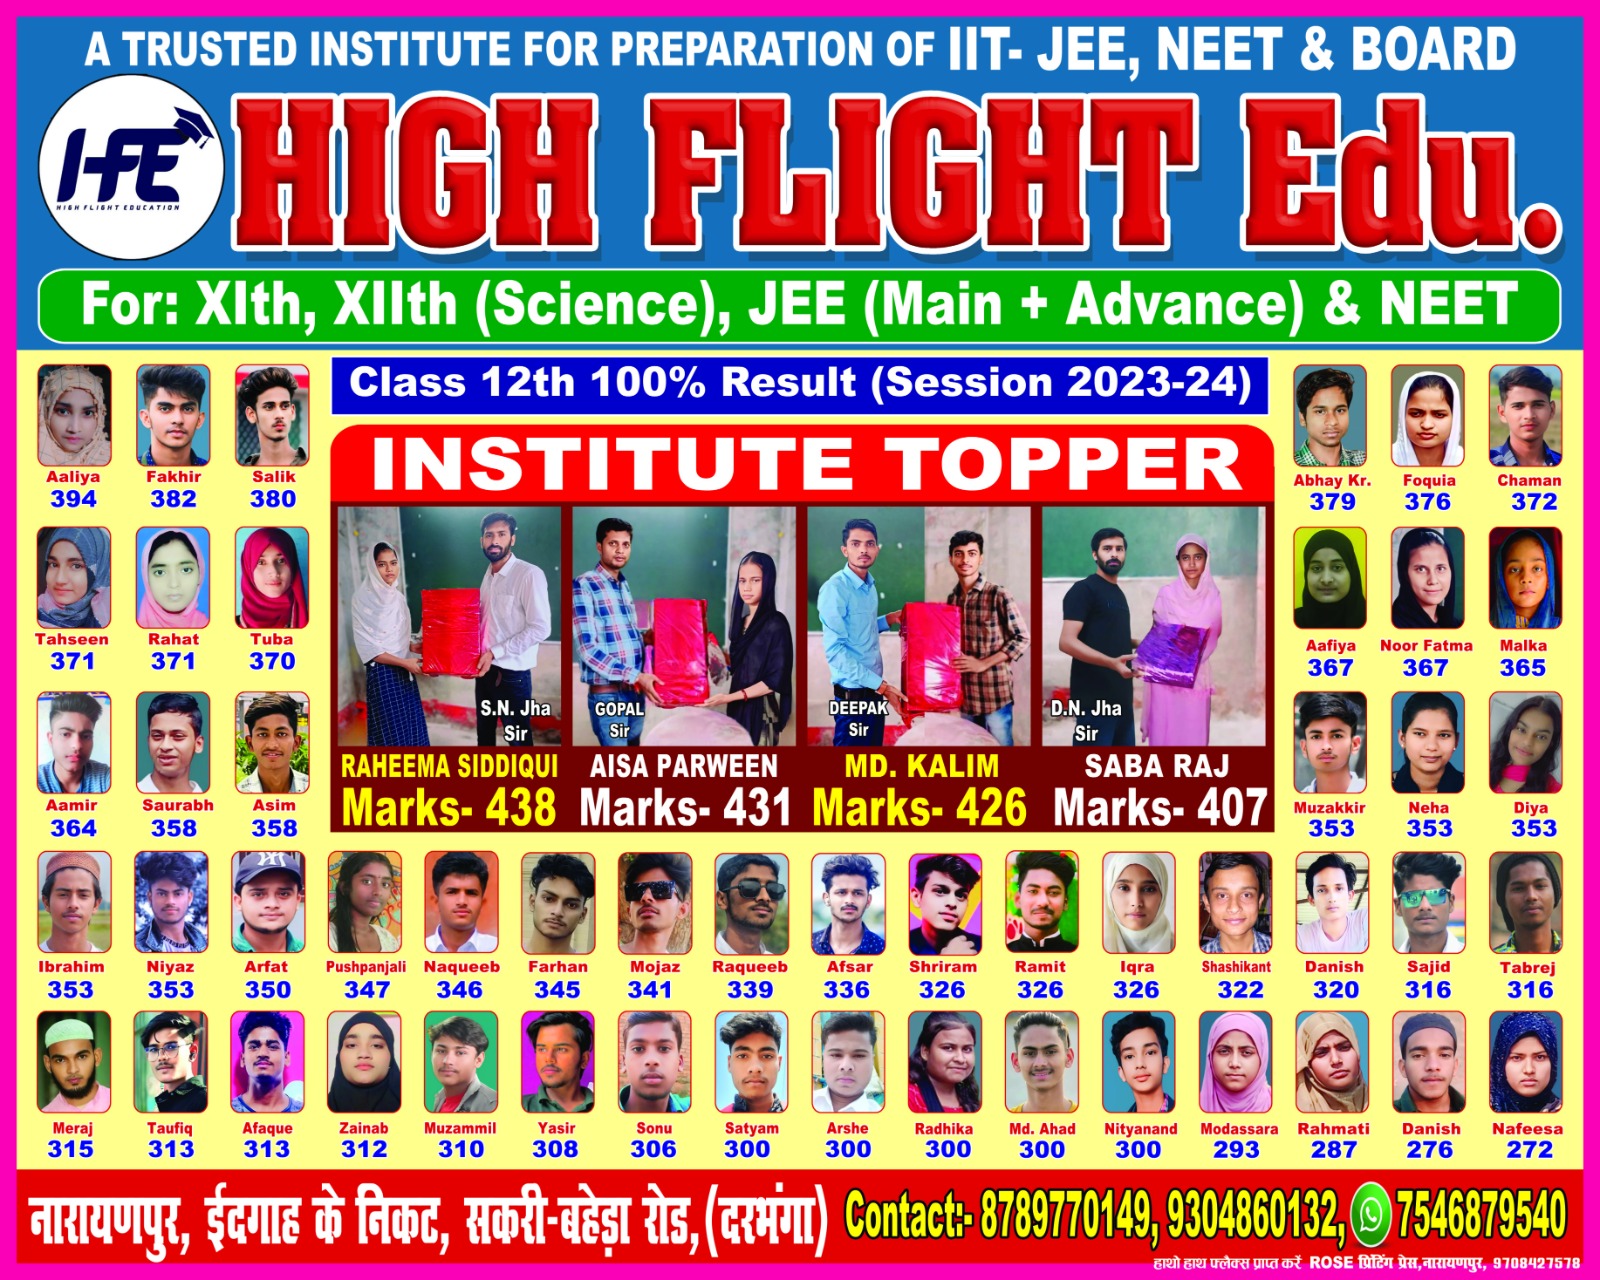 A TRUSTED INSTITUTE FOR PREPARATION OF IIT- JEE, NEET & BOARD
HFE
HIGH FLIGHT EDUCATION
HIGH FLIGHT Edu.
For: XIth, XIIth (Science), JEE (Main + Advance) & NEET
Class 12th 100% Result (Session 2023-24)
INSTITUTE TOPPER
S.N. Jha Sir
GOPAL Sir
DEEPAK Sir
D.N. Jha Sir
RAHEEMA SIDDIQUI AISA PARWEEN MD. KALIM SABA RAJ
Marks- 438 Marks- 431 Marks- 426 Marks- 407
Aaliya Fakhir Salik
394 382 380
Tahseen Rahat Tuba
371 371 370
Aamir Saurabh Asim
364 358 358
Abhay Kr. Foquia Chaman
379 376 372
Aafiya Noor Fatma Malka
367 367 365
Muzakkir Neha Diya
353 353 353
Ibrahim Niyaz Arfat Pushpanjali Naqueeb Farhan Mojaz Raqueeb Afsar Shriram Ramit Iqra Shashikant Danish Sajid Tabrej
353 353 350 347 346 345 341 339 336 326 326 326 322 320 316 316
Meraj Taufiq Afaque Zainab Muzammil Yasir Sonu Satyam Arshe Radhika Md. Ahad Nityanand Modassara Rahmati Danish Nafeesa
315 313 313 312 310 308 306 300 300 300 300 300 293 287 276 272
नारायणपुर, ईदगाह के निकट, सकरी-बहेड़ा रोड, (दरभंगा) Contact:- 8789770149, 9304860132, 7546879540
हाथो हाथ फ्लैक्स प्राप्त करें ROSE प्रिटिंग प्रेस,नारायणपुर, 9708427578